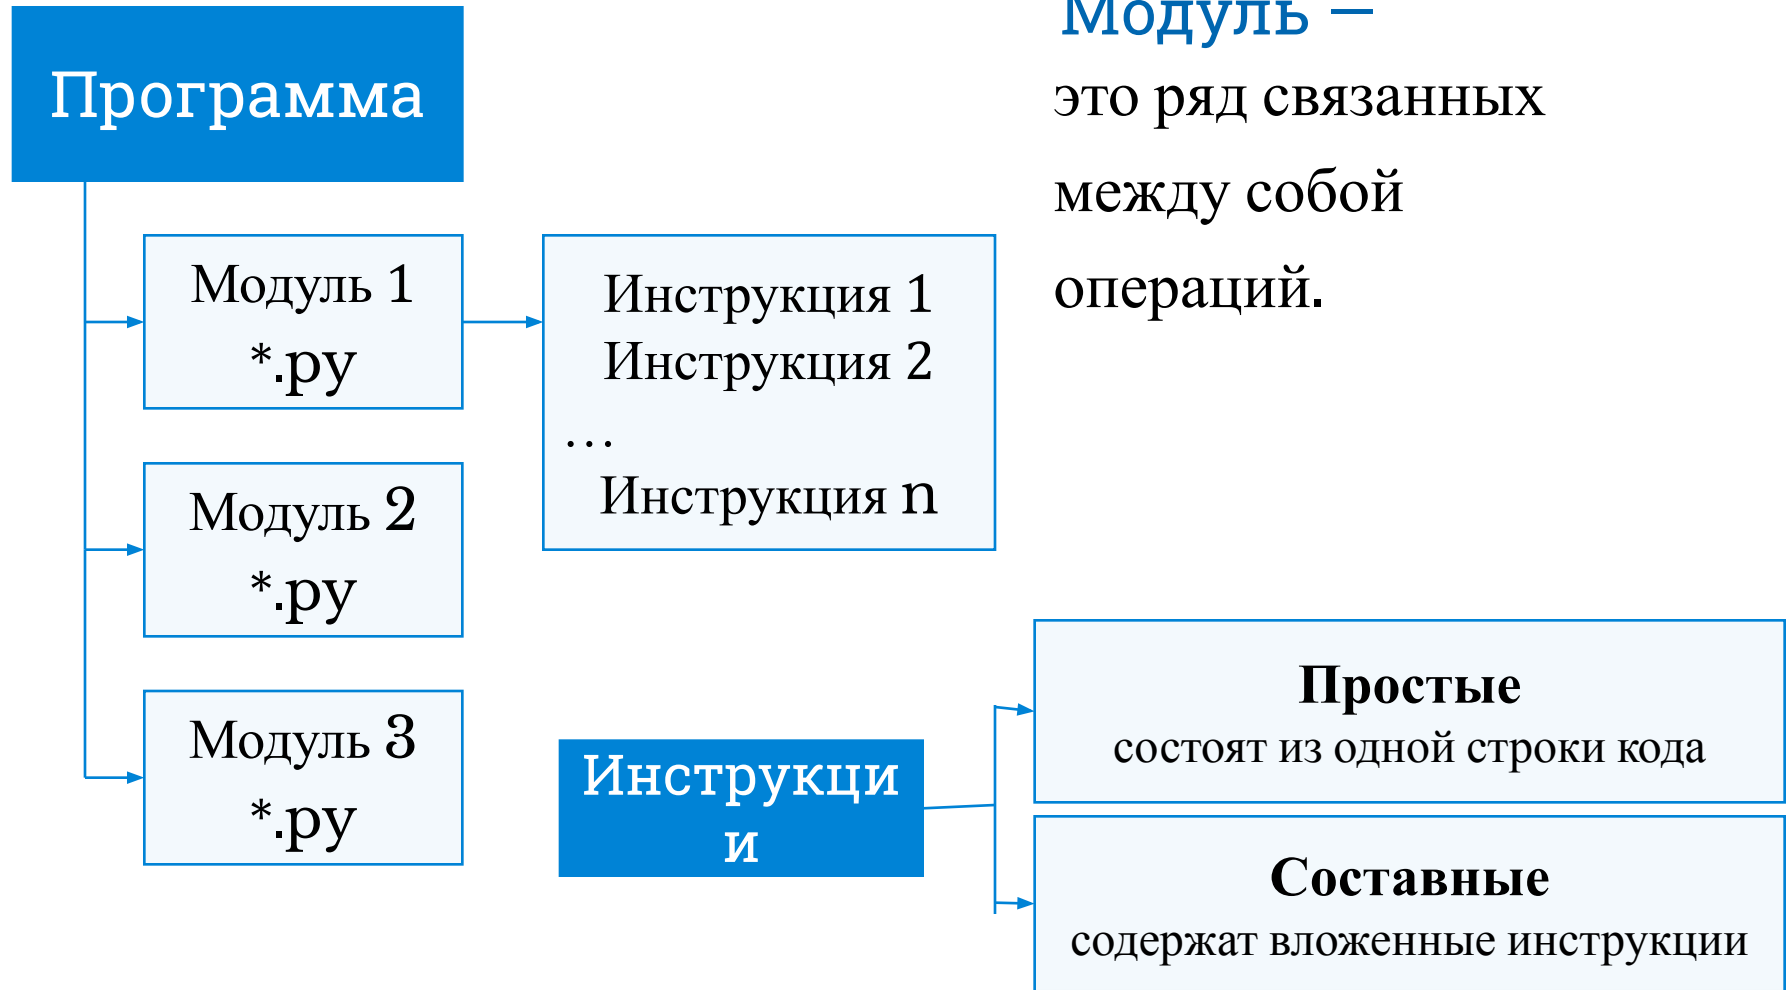 Программа
Модуль –
это ряд связанных
между собой
операций.
Модуль 1
*.py
Инструкция 1
Инструкция 2
...
Инструкция n
Модуль 2
*.py
Модуль 3
*.py
Инструкци
и
Простые
состоят из одной строки кода
Составные
содержат вложенные инструкции